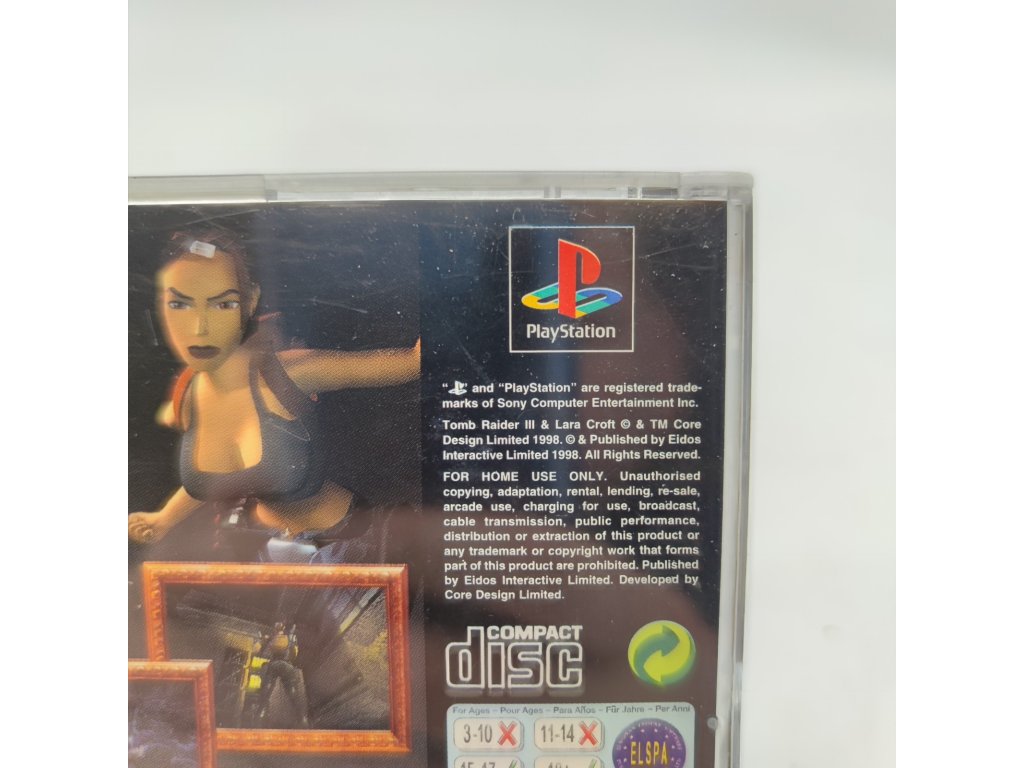 PlayStation
" " and "PlayStation" are registered trade-
marks of Sony Computer Entertainment Inc.
Tomb Raider III & Lara Croft © & TM Core
Design Limited 1998. © & Published by Eidos
Interactive Limited 1998. All Rights Reserved.
FOR HOME USE ONLY. Unauthorised
copying, adaptation, rental, lending, re-sale,
arcade use, charging for use, broadcast,
cable transmission, public performance,
distribution or extraction of this product or
any trademark or copyright work that forms
part of this product are prohibited. Published
by Eidos Interactive Limited. Developed by
Core Design Limited.
COMPACT
disc
For Ages – Pour Ages – Para Años – Für Jahre – Per Anni
3-10 11-14
ELSPA